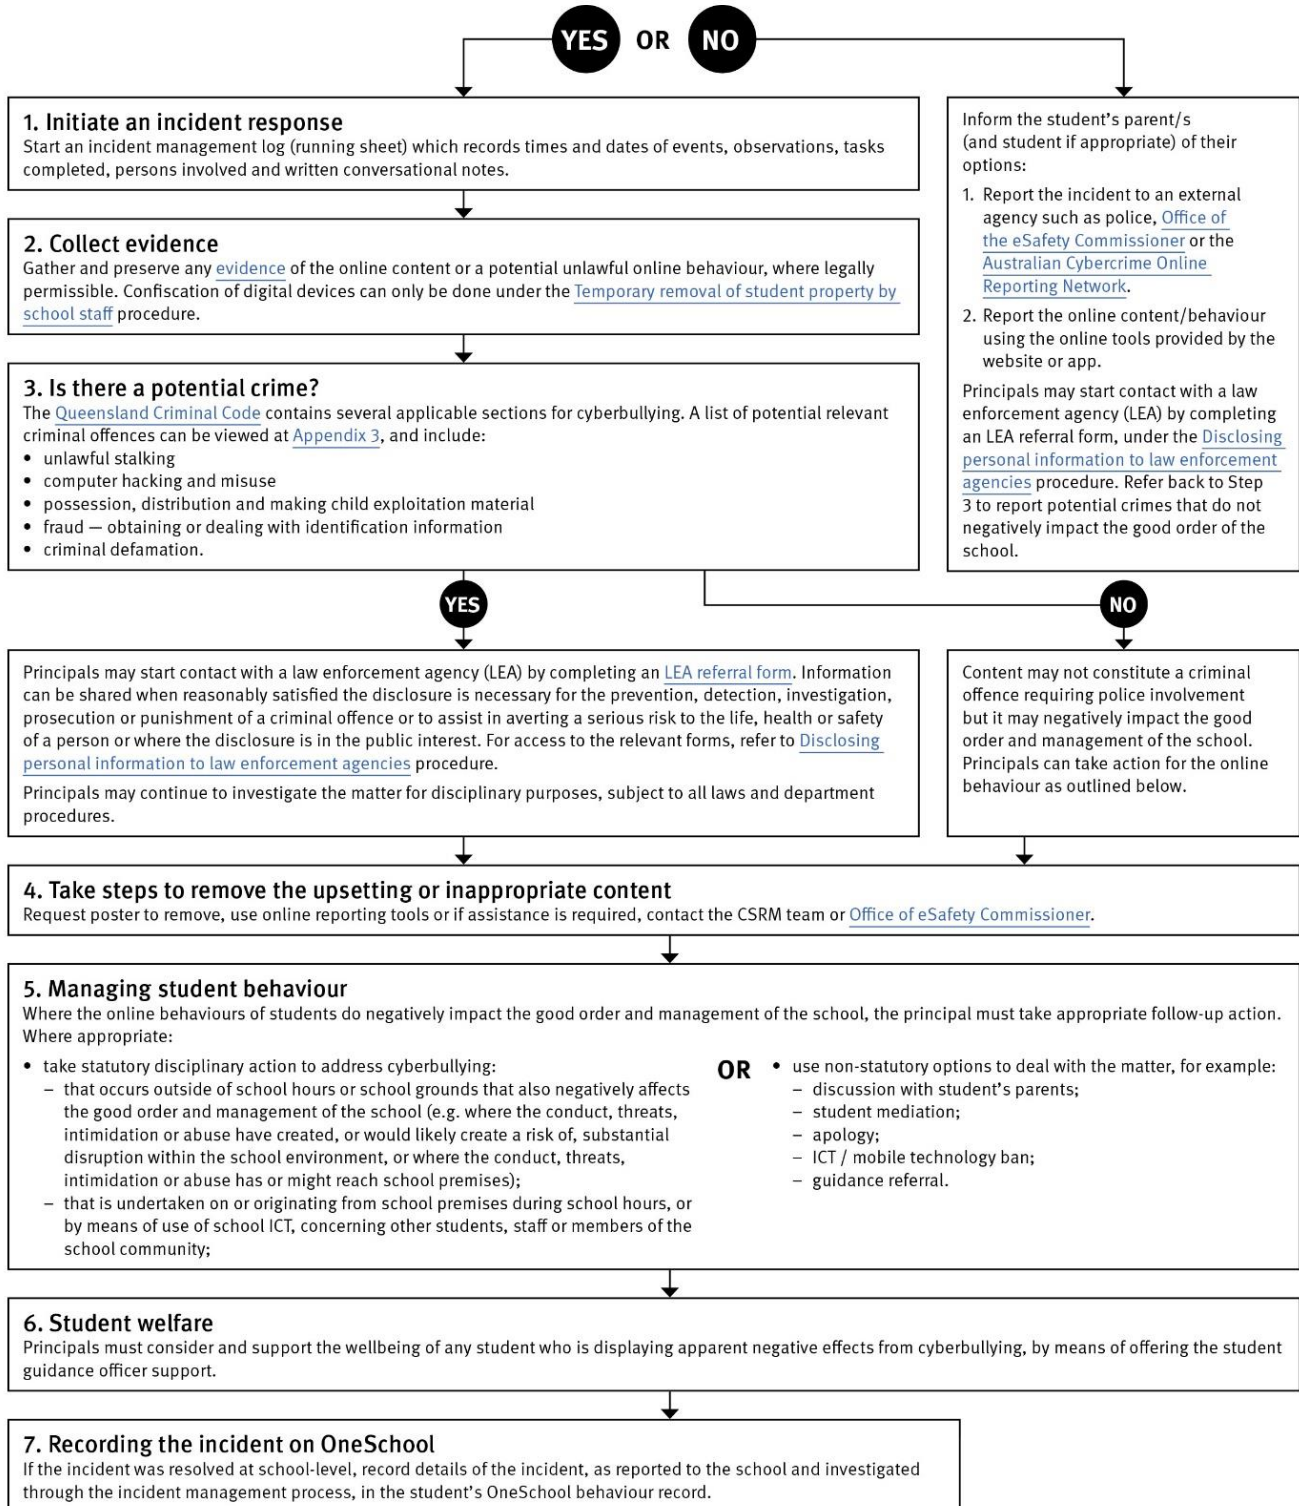 YES OR NO
1. Initiate an incident response
Start an incident management log (running sheet) which records times and dates of events, observations, tasks
completed, persons involved and written conversational notes.
2. Collect evidence
Gather and preserve any evidence of the online content or a potential unlawful online behaviour, where legally
permissible. Confiscation of digital devices can only be done under the Temporary removal of student property by
school staff procedure.
3. Is there a potential crime?
The Queensland Criminal Code contains several applicable sections for cyberbullying. A list of potential relevant
criminal offences can be viewed at Appendix 3, and include:
• unlawful stalking
• computer hacking and misuse
• possession, distribution and making child exploitation material
• fraud — obtaining or dealing with identification information
• criminal defamation.
Inform the student's parent/s
(and student if appropriate) of their
options:
1. Report the incident to an external
agency such as police, Office of
the eSafety Commissioner or the
Australian Cybercrime Online
Reporting Network.
2. Report the online content/behaviour
using the online tools provided by the
website or app.
Principals may start contact with a law
enforcement agency (LEA) by completing
an LEA referral form, under the Disclosing
personal information to law enforcement
agencies procedure. Refer back to Step
3 to report potential crimes that do not
negatively impact the good order of the
school.
YES
NO
Principals may start contact with a law enforcement agency (LEA) by completing an LEA referral form. Information
can be shared when reasonably satisfied the disclosure is necessary for the prevention, detection, investigation,
prosecution or punishment of a criminal offence or to assist in averting a serious risk to the life, health or safety
of a person or where the disclosure is in the public interest. For access to the relevant forms, refer to Disclosing
personal information to law enforcement agencies procedure.
Principals may continue to investigate the matter for disciplinary purposes, subject to all laws and department
procedures.
Content may not constitute a criminal
offence requiring police involvement
but it may negatively impact the good
order and management of the school.
Principals can take action for the online
behaviour as outlined below.
4. Take steps to remove the upsetting or inappropriate content
Request poster to remove, use online reporting tools or if assistance is required, contact the CSRM team or Office of eSafety Commissioner.
5. Managing student behaviour
Where the online behaviours of students do negatively impact the good order and management of the school, the principal must take appropriate follow-up action.
Where appropriate:
• take statutory disciplinary action to address cyberbullying:
– that occurs outside of school hours or school grounds that also negatively affects
the good order and management of the school (e.g. where the conduct, threats,
intimidation or abuse have created, or would likely create a risk of, substantial
disruption within the school environment, or where the conduct, threats,
intimidation or abuse has or might reach school premises);
– that is undertaken on or originating from school premises during school hours, or
by means of use of school ICT, concerning other students, staff or members of the
school community;
OR
• use non-statutory options to deal with the matter, for example:
– discussion with student's parents;
– student mediation;
– apology;
– ICT / mobile technology ban;
– guidance referral.
6. Student welfare
Principals must consider and support the wellbeing of any student who is displaying apparent negative effects from cyberbullying, by means of offering the student
guidance officer support.
7. Recording the incident on OneSchool
If the incident was resolved at school-level, record details of the incident, as reported to the school and investigated
through the incident management process, in the student's OneSchool behaviour record.